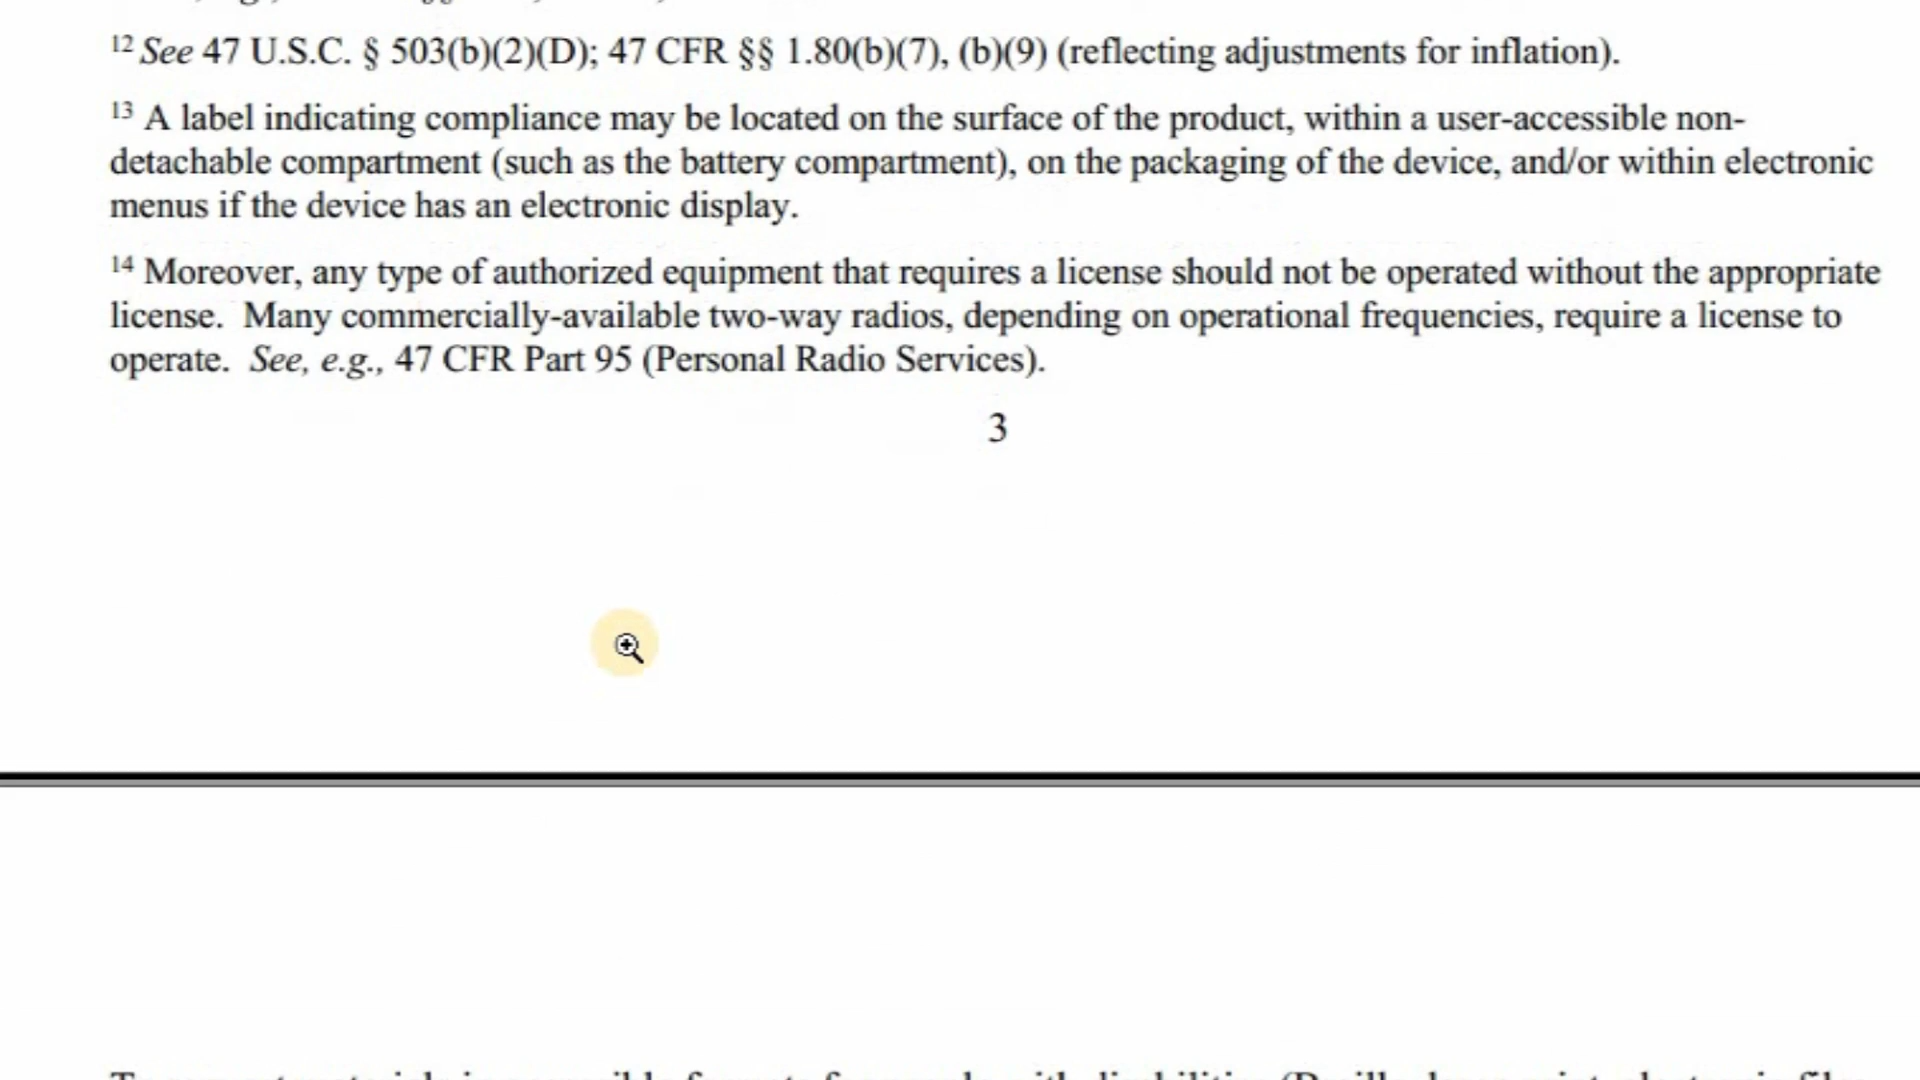 12 See 47 U.S.C. § 503(b)(2)(D); 47 CFR §§ 1.80(b)(7), (b)(9) (reflecting adjustments for inflation).
13 A label indicating compliance may be located on the surface of the product, within a user-accessible non-
detachable compartment (such as the battery compartment), on the packaging of the device, and/or within electronic
menus if the device has an electronic display.
14 Moreover, any type of authorized equipment that requires a license should not be operated without the appropriate
license.  Many commercially-available two-way radios, depending on operational frequencies, require a license to
operate.  See, e.g., 47 CFR Part 95 (Personal Radio Services).
3